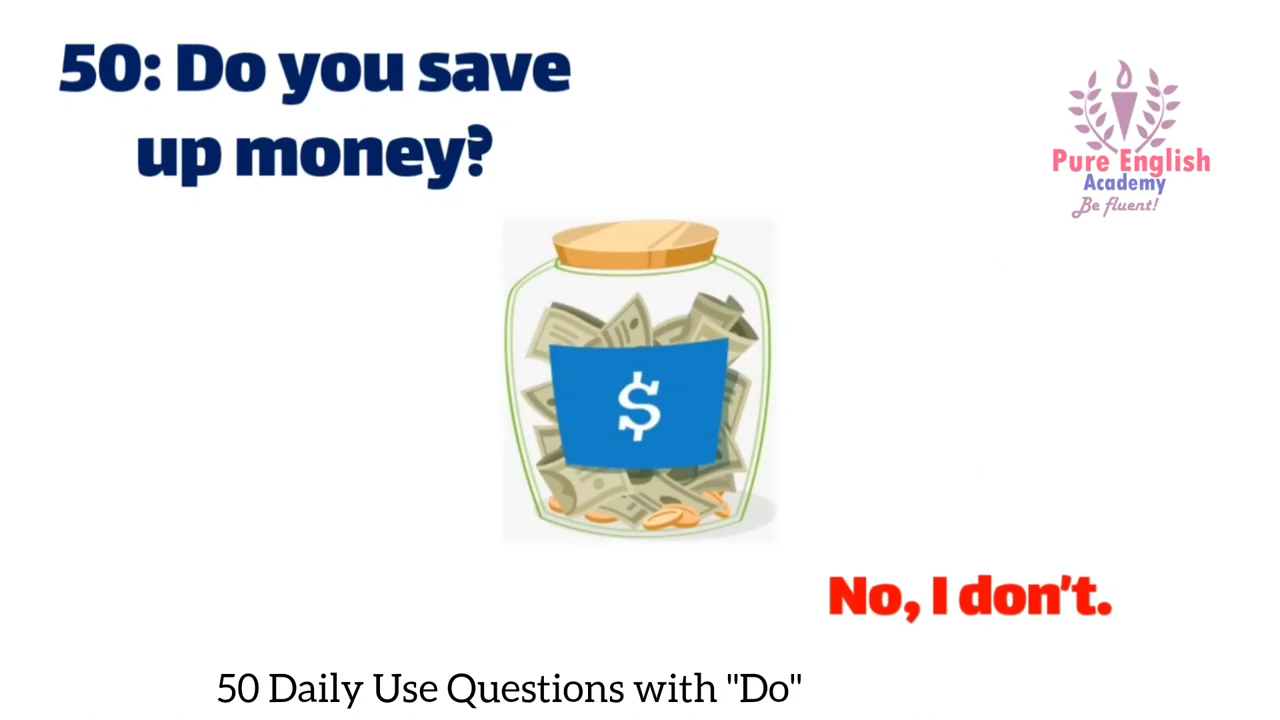 50: Do you save
up money?
Pure English
Academy
Be fluent!
$
No, I don't.
50 Daily Use Questions with "Do"